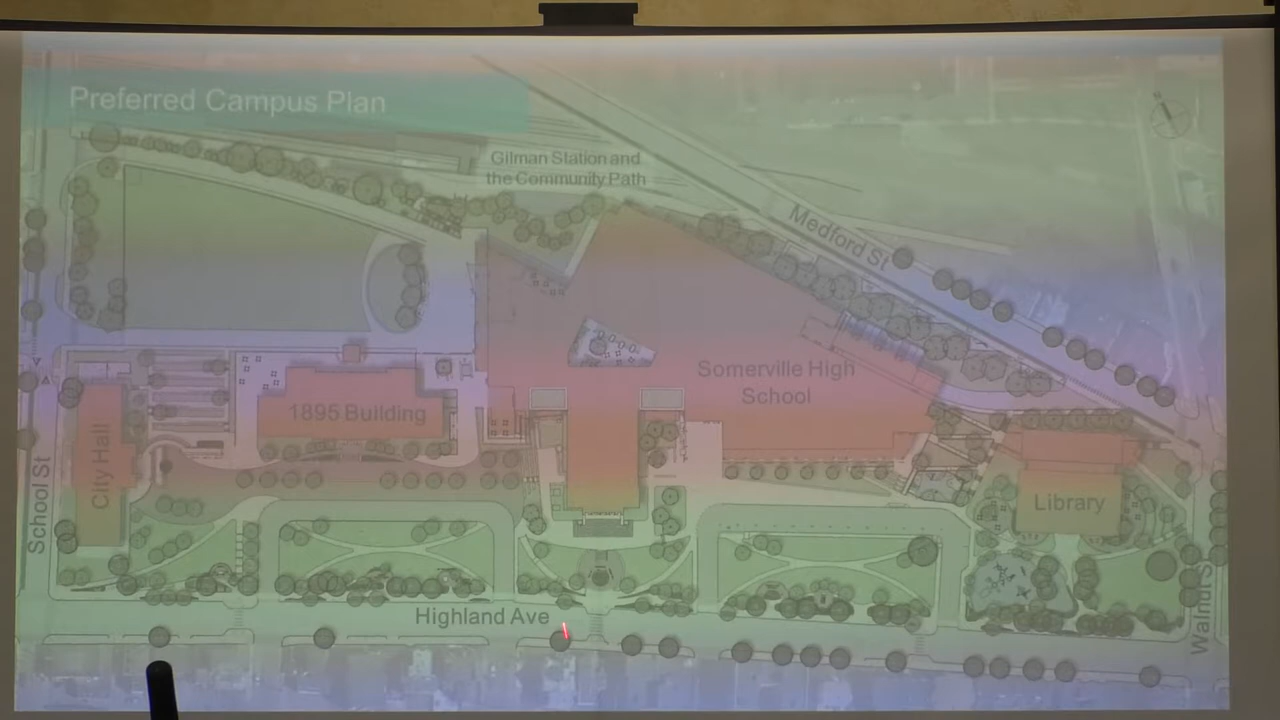 Preferred Campus Plan
N
Gilman Station and
the Community Path
Medford St
Somerville High
School
1895 Building
City Hall
School St
Library
Highland Ave
Walnut St